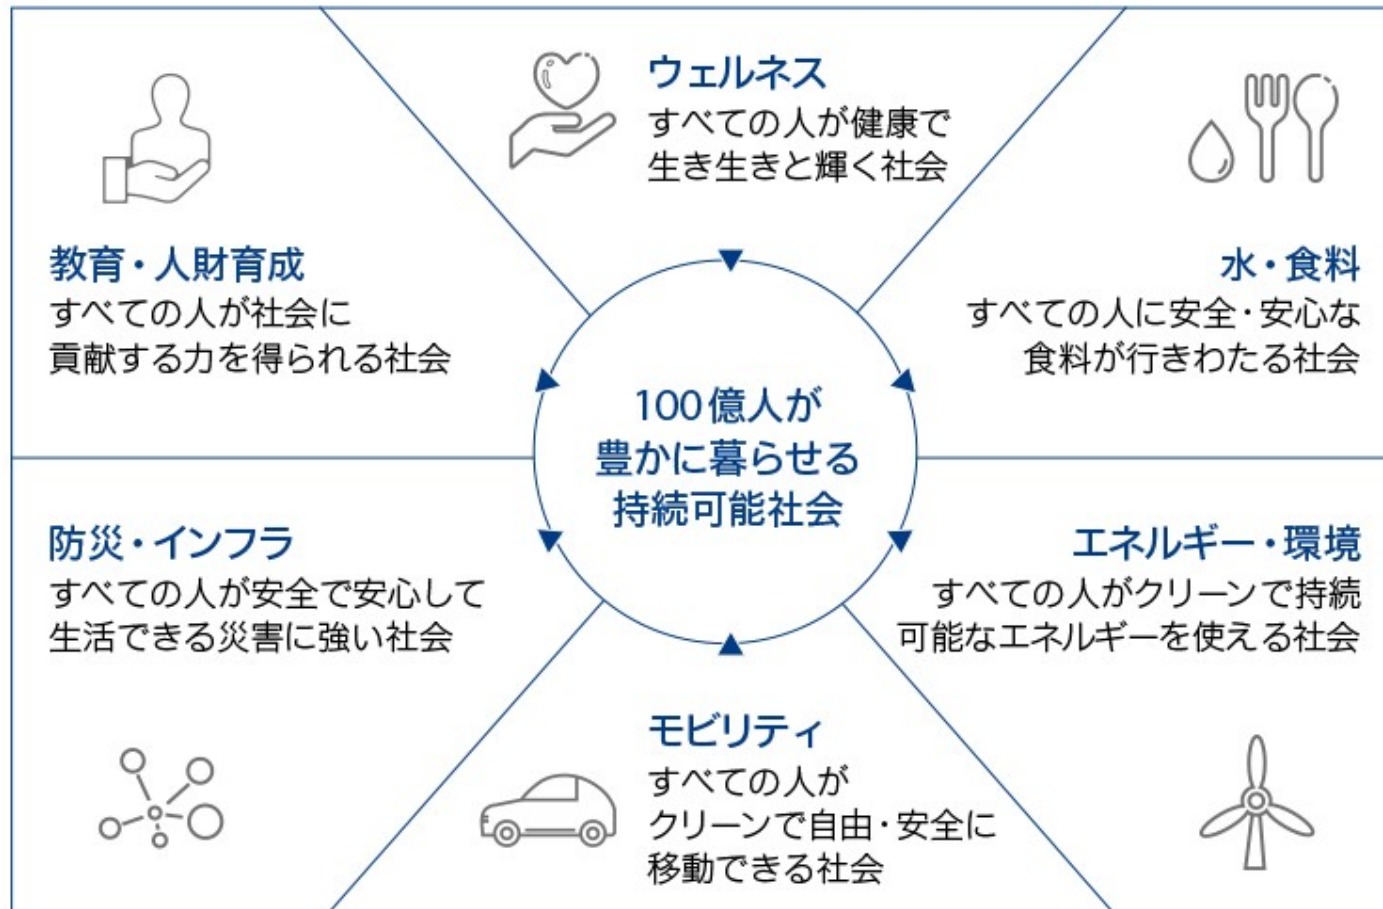 ウェルネス
すべての人が健康で
生き生きと輝く社会
教育・人財育成
すべての人が社会に
貢献する力を得られる社会
水・食料
すべての人に安全・安心な
食料が行きわたる社会
100億人が
豊かに暮らせる
持続可能社会
防災・インフラ
すべての人が安全で安心して
生活できる災害に強い社会
エネルギー・環境
すべての人がクリーンで持続
可能なエネルギーを使える社会
モビリティ
すべての人が
クリーンで自由・安全に
移動できる社会